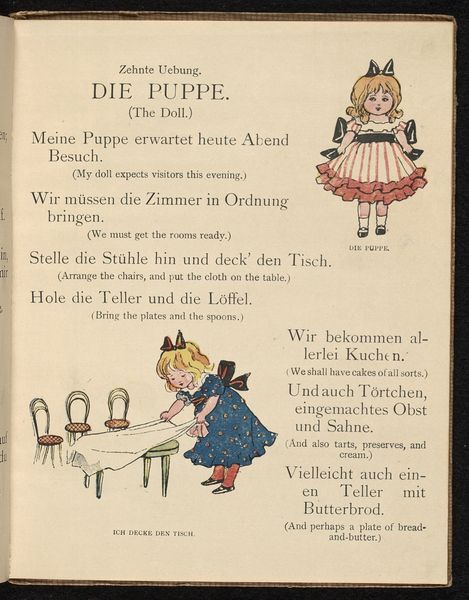 Zehnte Uebung.
DIE PUPPE.
(The Doll.)
Meine Puppe erwartet heute Abend
Besuch.
(My doll expects visitors this evening.)
Wir müssen die Zimmer in Ordnung
bringen.
(We must get the rooms ready.)
Stelle die Stühle hin und deck' den Tisch.
(Arrange the chairs, and put the cloth on the table.)
Hole die Teller und die Löffel.
(Bring the plates and the spoons.)
DIE PUPPE.
Wir bekommen al-
lerlei Kuchen.
(We shall have cakes of all sorts.)
Und auch Törtchen,
eingemachtes Obst
und Sahne.
(And also tarts, preserves, and
cream.)
Vielleicht auch ein-
en Teller mit
Butterbrod.
(And perhaps a plate of bread-
and-butter.)
ICH DECKE DEN TISCH.